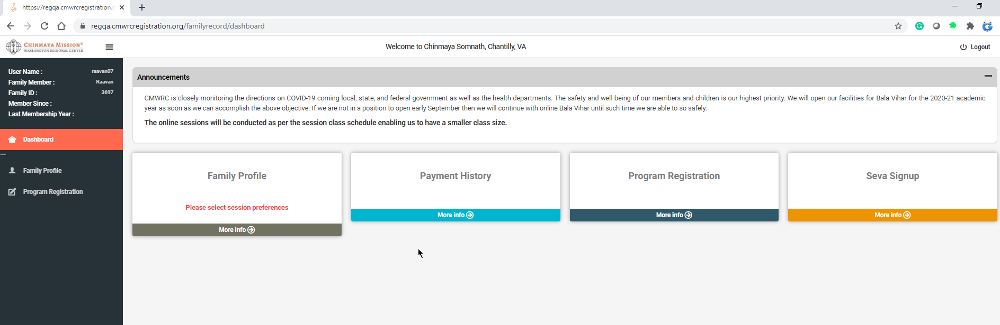 https://regqa.cmwrcregistration.
regqa.cmwrcregistration.org/familyrecord/dashboard
CHINMAYA MISSION®
WASHINGTON REGIONAL CENTER
Welcome to Chinmaya Somnath, Chantilly, VA
Logout
User Name : raavan07
Family Member : Raavan
Family ID : 3697
Member Since :
Last Membership Year :
Dashboard
Family Profile
Program Registration
Announcements
CMWRC is closely monitoring the directions on COVID-19 coming local, state, and federal government as well as the health departments. The safety and well being of our members and children is our highest priority. We will open our facilities for Bala Vihar for the 2020-21 academic
year as soon as we can accomplish the above objective. If we are not in a position to open early September then we will continue with online Bala Vihar until such time we are able to so safely.
The online sessions will be conducted as per the session class schedule enabling us to have a smaller class size.
Family Profile
Please select session preferences
More info
Payment History
More info
Program Registration
More info
Seva Signup
More info